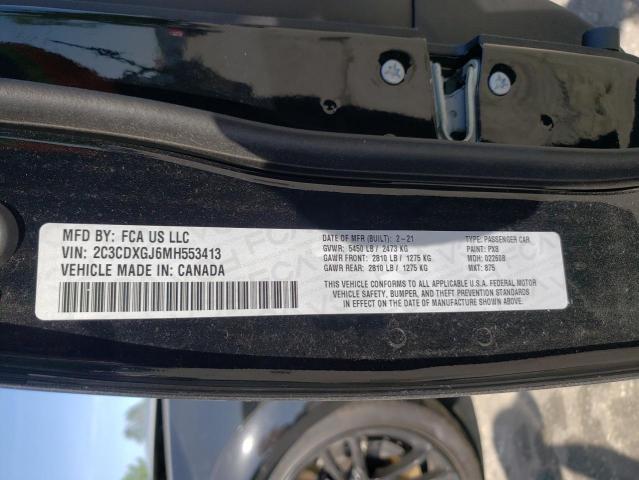 MFD BY: FCA US LLC
VIN: 2C3CDXGJ6MH553413
VEHICLE MADE IN: CANADA
DATE OF MFR (BUILT): 2-21
GVWR: 5450 LB / 2473 KG
GAWR FRONT: 2810 LB / 1275 KG
GAWR REAR: 2810 LB / 1275 KG
TYPE: PASSENGER CAR
PAINT: PX8
MDH: 022608
MAT: 875
THIS VEHICLE CONFORMS TO ALL APPLICABLE U.S.A. FEDERAL MOTOR
VEHICLE SAFETY, BUMPER, AND THEFT PREVENTION STANDARDS
IN EFFECT ON THE DATE OF MANUFACTURE SHOWN ABOVE.